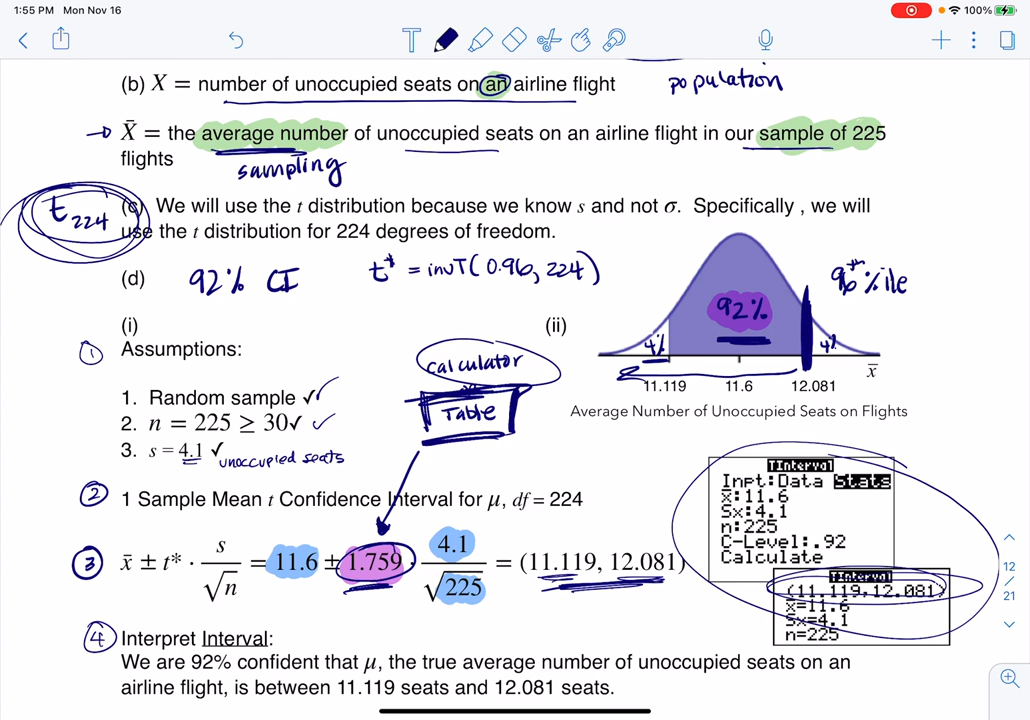 1:55 PM Mon Nov 16
100%
T
(b) X = number of unoccupied seats on an airline flight
population
X̄ = the average number of unoccupied seats on an airline flight in our sample of 225
flights
sampling
t224
(c) We will use the t distribution because we know s and not σ. Specifically , we will
use the t distribution for 224 degrees of freedom.
(d) 92% CI t* = invT(0.96, 224)
96th %ile
(i) (ii)
92%
4% 4%
11.119 11.6 12.081 x̄
Average Number of Unoccupied Seats on Flights
① Assumptions:
calculator
Table
1. Random sample ✓
2. n = 225 ≥ 30✓
3. s = 4.1 ✓ unoccupied seats
② 1 Sample Mean t Confidence Interval for μ, df = 224
③ x̄ ± t* · s/√n = 11.6 ± 1.759 · 4.1/√225 = (11.119, 12.081)
TInterval
Inpt:Data Stats
x̄:11.6
Sx:4.1
n:225
C-Level:.92
Calculate
TInterval
(11.119,12.081)
x̄=11.6
Sx=4.1
n=225
12
/
21
④ Interpret Interval:
We are 92% confident that μ, the true average number of unoccupied seats on an
airline flight, is between 11.119 seats and 12.081 seats.